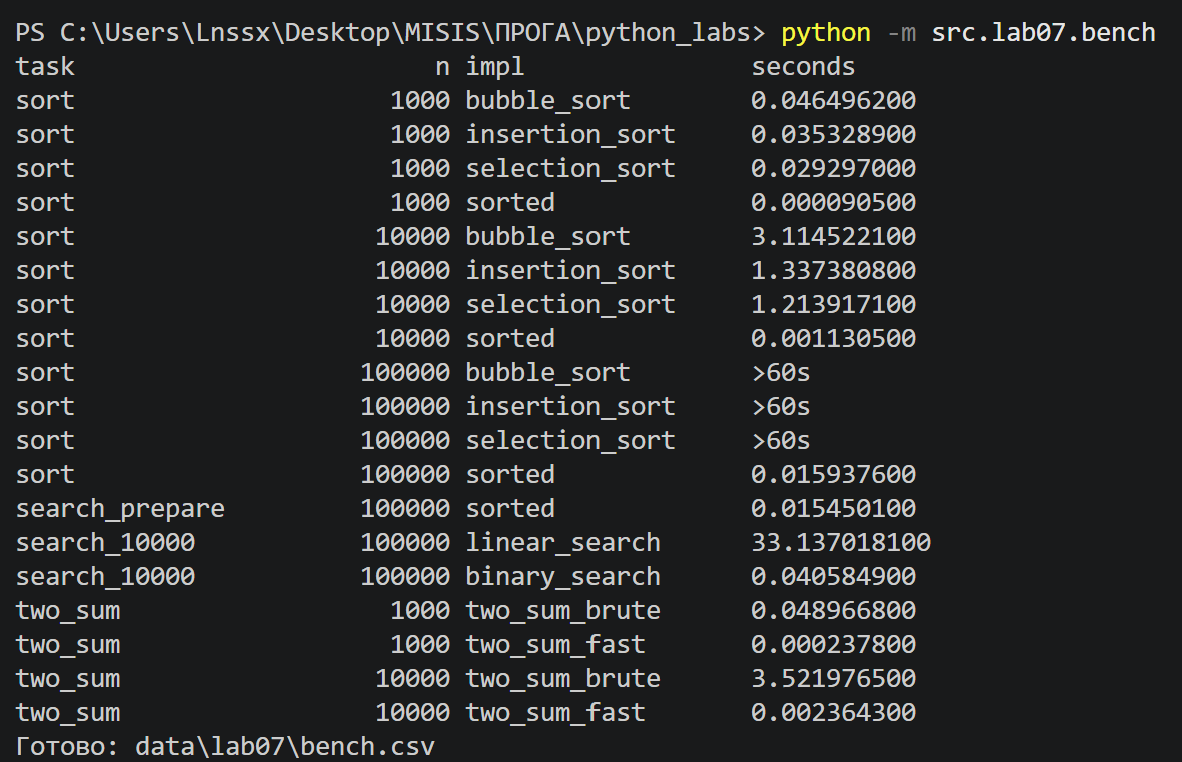 PS C:\Users\Lnssx\Desktop\MISIS\ПРОГА\python_labs> python -m src.lab07.bench
task                        n impl               seconds
sort                     1000 bubble_sort        0.046496200
sort                     1000 insertion_sort     0.035328900
sort                     1000 selection_sort     0.029297000
sort                     1000 sorted             0.000090500
sort                    10000 bubble_sort        3.114522100
sort                    10000 insertion_sort     1.337380800
sort                    10000 selection_sort     1.213917100
sort                    10000 sorted             0.001130500
sort                   100000 bubble_sort        >60s
sort                   100000 insertion_sort     >60s
sort                   100000 selection_sort     >60s
sort                   100000 sorted             0.015937600
search_prepare         100000 sorted             0.015450100
search_10000           100000 linear_search      33.137018100
search_10000           100000 binary_search      0.040584900
two_sum                  1000 two_sum_brute      0.048966800
two_sum                  1000 two_sum_fast       0.000237800
two_sum                 10000 two_sum_brute      3.521976500
two_sum                 10000 two_sum_fast       0.002364300
Готово: data\lab07\bench.csv